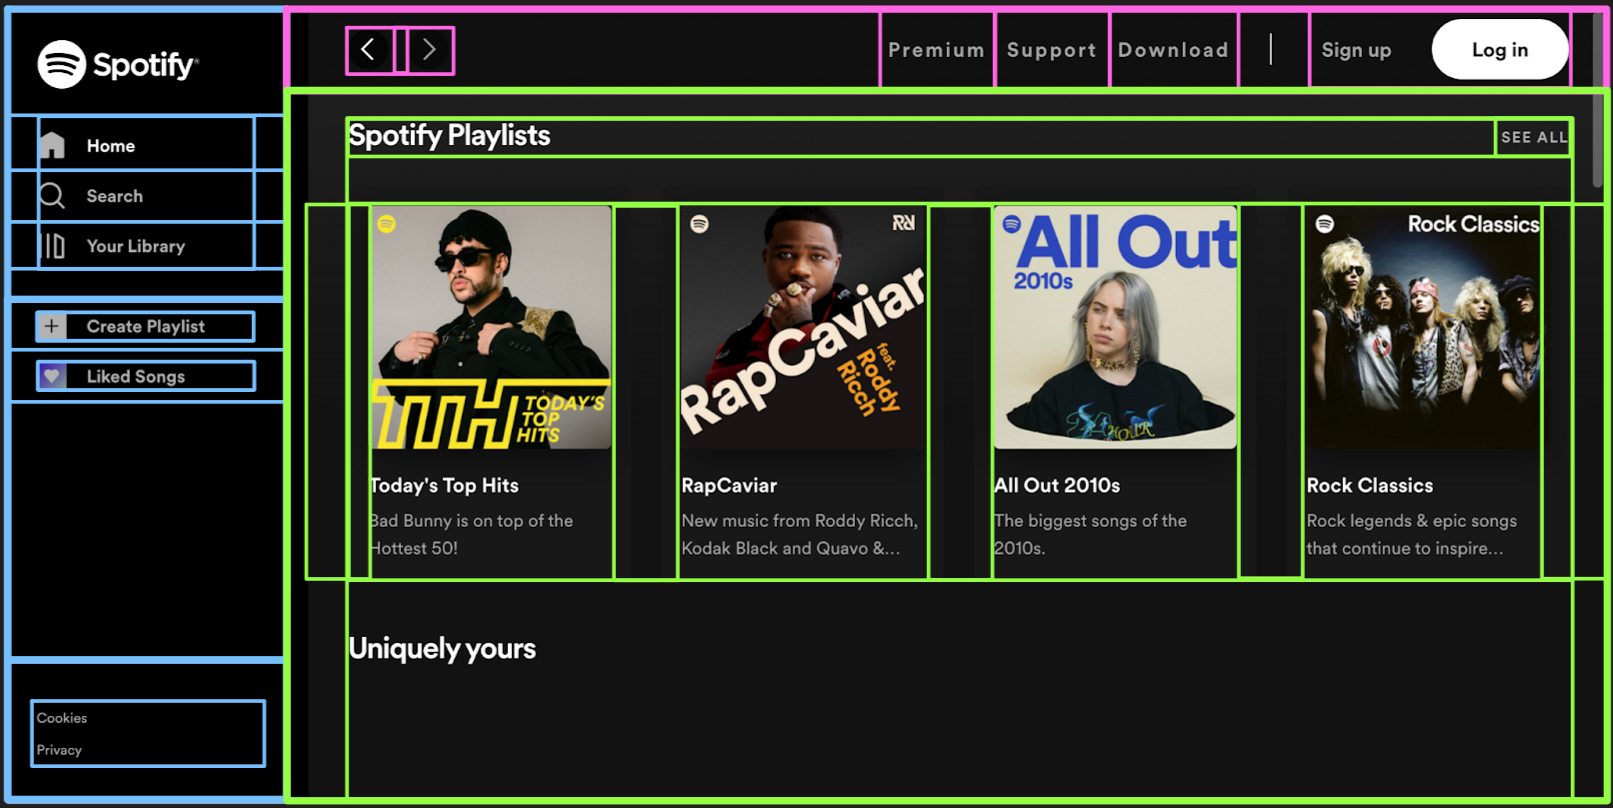 Spotify
Home
Search
Your Library
Create Playlist
Liked Songs
Cookies
Privacy
Premium
Support
Download
Sign up
Log in
Spotify Playlists
SEE ALL
TTH TODAY'S
TOP
HITS
Today's Top Hits
Bad Bunny is on top of the
Hottest 50!
RapCaviar
feat.
Roddy
Ricch
RapCaviar
New music from Roddy Ricch,
Kodak Black and Quavo &...
All Out
2010s
All Out 2010s
The biggest songs of the
2010s.
Rock Classics
Rock Classics
Rock legends & epic songs
that continue to inspire...
Uniquely yours